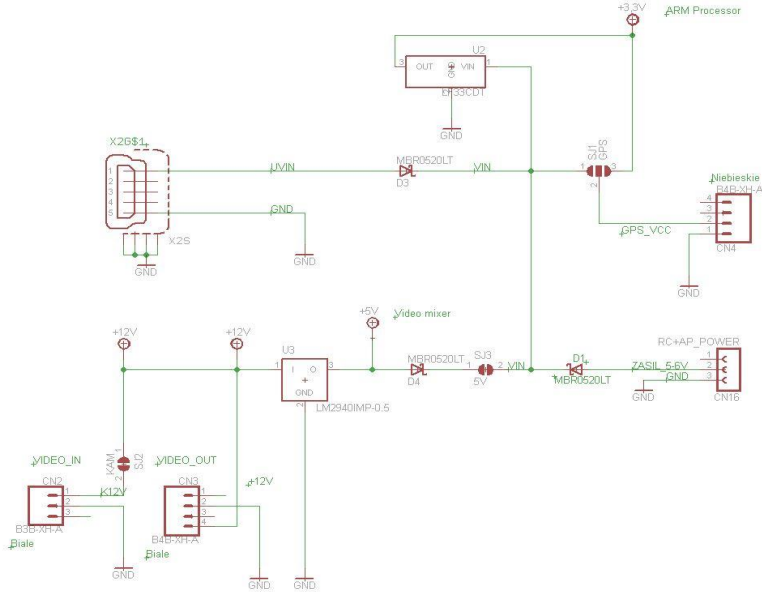 +3.3V
ARM Processor
U2
3 OUT GND VIN 1
LF33CDT
GND
X2G$1
1
2
3
4
5
UVIN
MBR0520LT
D3
VIN
SJ1
GPS
1
3
2
Niebieskie
B4B-XH-A
4
3
2
1
GPS_VCC
CN4
GND
GND
X2S
GND
GND
+5V
Video mixer
+12V
+12V
U3
1 I O 3
GND
2
LM2940IMP-0.5
MBR0520LT
D4
SJ3
1
2
5V
VIN
D1
MBR0520LT
RC+AP_POWER
ZASIL_5-6V
GND
1
2
3
CN16
GND
VIDEO_IN
KAM
1
2
SJ2
VIDEO_OUT
CN2
K12V
1
2
3
B3B-XH-A
Biale
CN3
+12V
1
2
3
4
B4B-XH-A
Biale
GND
GND
GND